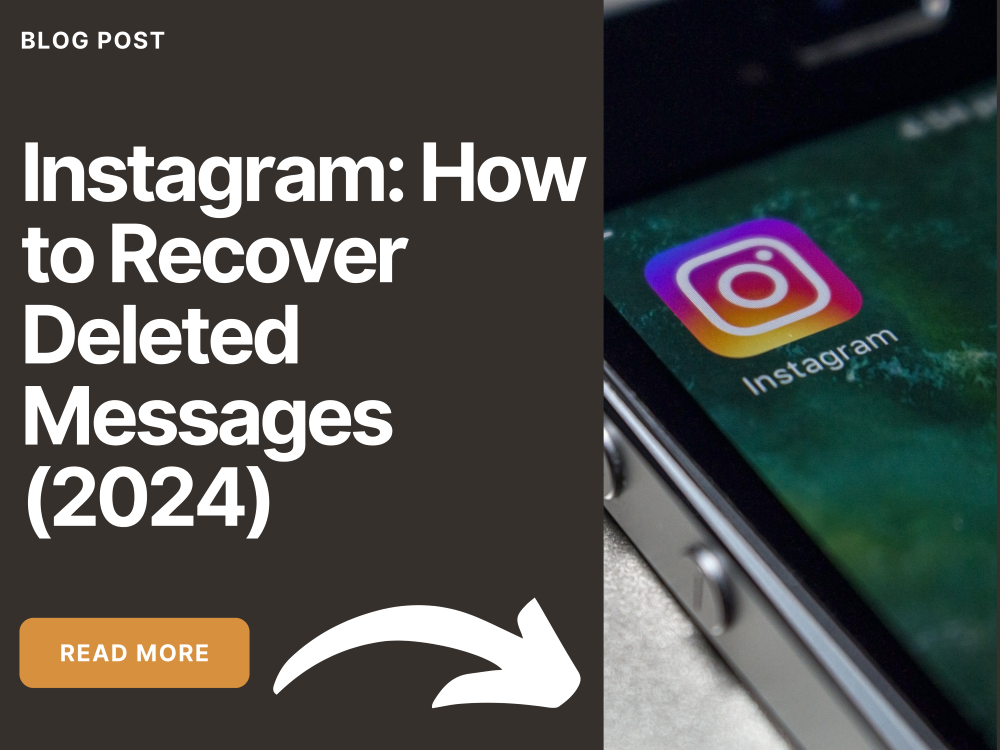 BLOG POST
Instagram: How
to Recover
Deleted
Messages
(2024)
READ MORE
Instagram